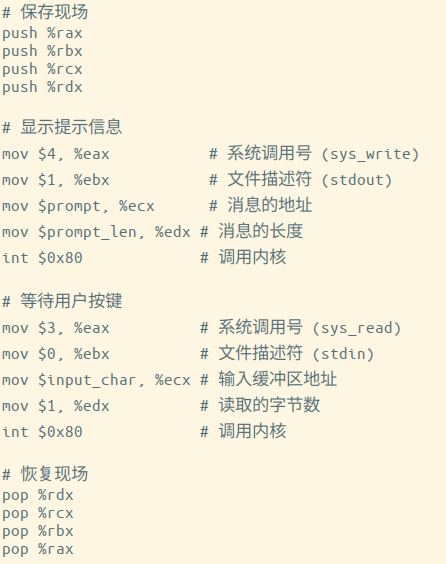 # 保存现场
push %rax
push %rbx
push %rcx
push %rdx
# 显示提示信息
mov $4, %eax # 系统调用号 (sys_write)
mov $1, %ebx # 文件描述符 (stdout)
mov $prompt, %ecx # 消息的地址
mov $prompt_len, %edx # 消息的长度
int $0x80 # 调用内核
# 等待用户按键
mov $3, %eax # 系统调用号 (sys_read)
mov $0, %ebx # 文件描述符 (stdin)
mov $input_char, %ecx # 输入缓冲区地址
mov $1, %edx # 读取的字节数
int $0x80 # 调用内核
# 恢复现场
pop %rdx
pop %rcx
pop %rbx
pop %rax